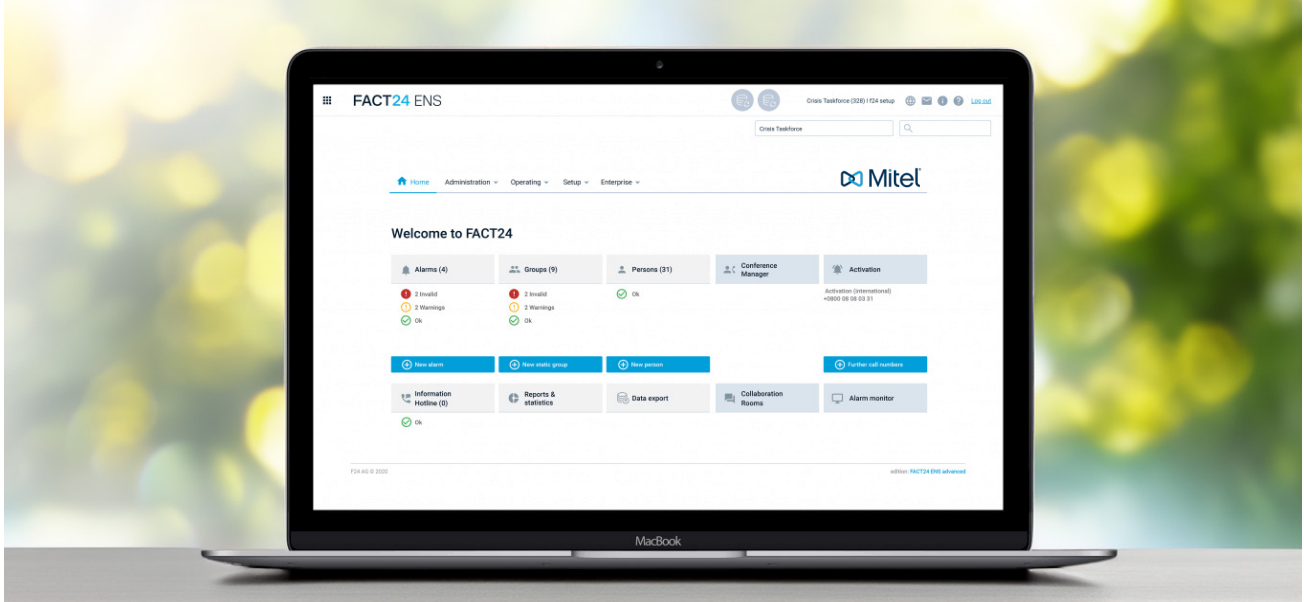 FACT24 ENS
Crisis Taskforce (328) I f24 setup
Log out
Crisis Taskforce
Home Administration Operating Setup Enterprise
Mitel
Welcome to FACT24
Alarms (4)
Groups (9)
Persons (31)
Conference
Manager
Activation
2 Invalid
2 Warnings
Ok
2 Invalid
2 Warnings
Ok
Ok
Activation (international)
+0800 08 08 03 31
New alarm
New static group
New person
Further call numbers
Information
Hotline (0)
Reports &
statistics
Data export
Collaboration
Rooms
Alarm monitor
Ok
F24 AG © 2020
edition: FACT24 ENS advanced
MacBook